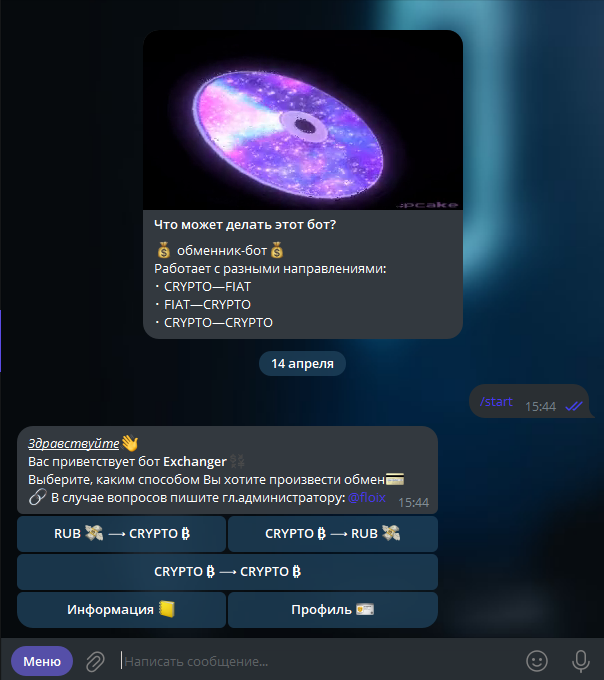 :pcake
Что может делать этот бот?
💰 обменник-бот 💰
Работает с разными направлениями:
· CRYPTO—FIAT
· FIAT—CRYPTO
· CRYPTO—CRYPTO
14 апреля
/start 15:44
Здравствуйте👋
Вас приветствует бот Exchanger
Выберите, каким способом Вы хотите произвести обмен💳
🔗 В случае вопросов пишите гл.администратору: @floix 15:44
RUB 💸 ⟶ CRYPTO ₿ CRYPTO ₿ ⟶ RUB 💸
CRYPTO ₿ ⟶ CRYPTO ₿
Информация 📒 Профиль 🪪
Меню Написать сообщение...